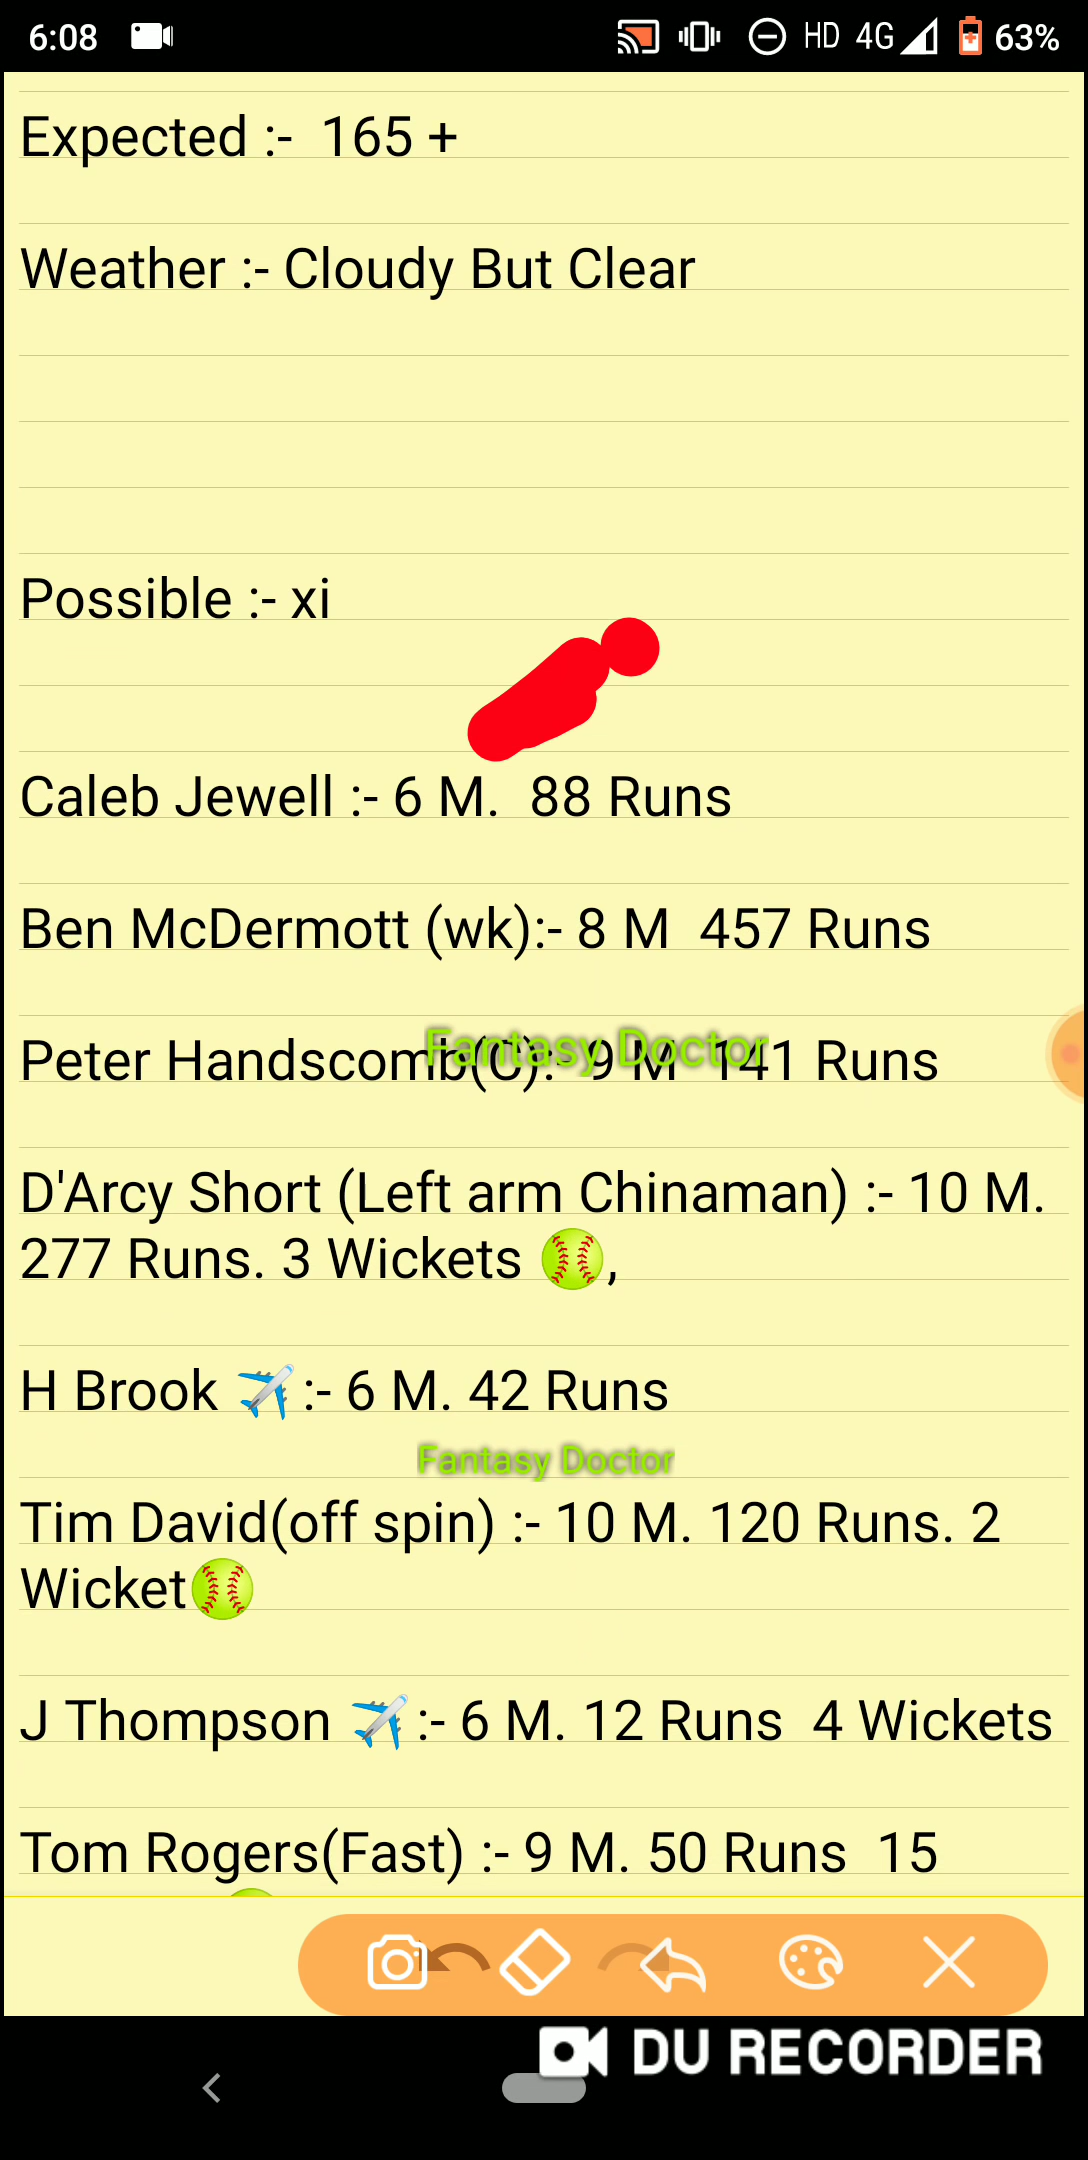 6:08 HD 4G 63%
Expected :- 165 +
Weather :- Cloudy But Clear
Possible :- xi
Caleb Jewell :- 6 M. 88 Runs
Ben McDermott (wk):- 8 M 457 Runs
Fantasy Doctor
Peter Handscomb(C):- 9 M 141 Runs
D'Arcy Short (Left arm Chinaman) :- 10 M.
277 Runs. 3 Wickets 🥎,
H Brook ✈️:- 6 M. 42 Runs
Fantasy Doctor
Tim David(off spin) :- 10 M. 120 Runs. 2
Wicket🥎
J Thompson ✈️:- 6 M. 12 Runs 4 Wickets
Tom Rogers(Fast) :- 9 M. 50 Runs 15
DU RECORDER